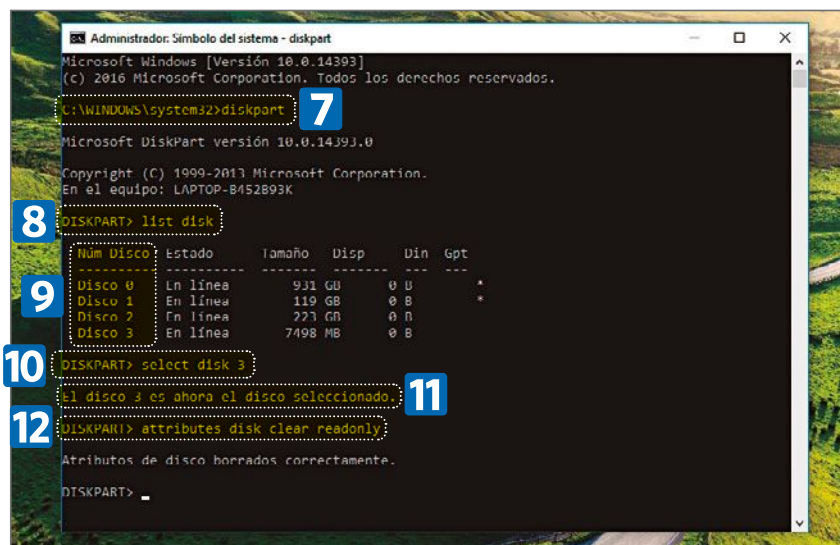 Administrador: Símbolo del sistema - diskpart
Microsoft Windows [Versión 10.0.14393]
(c) 2016 Microsoft Corporation. Todos los derechos reservados.
C:\WINDOWS\system32>diskpart
7
Microsoft DiskPart versión 10.0.14393.0
Copyright (C) 1999-2013 Microsoft Corporation.
En el equipo: LAPTOP-B452B93K
8
DISKPART> list disk
Núm Disco Estado Tamaño Disp Din Gpt
---------- ---------- ------- ------- --- ---
9
Disco 0 En línea 931 GB 0 B *
Disco 1 En línea 119 GB 0 B *
Disco 2 En línea 223 GB 0 B
Disco 3 En línea 7498 MB 0 B
10
DISKPART> select disk 3
El disco 3 es ahora el disco seleccionado.
11
12
DISKPART> attributes disk clear readonly
Atributos de disco borrados correctamente.
DISKPART> _